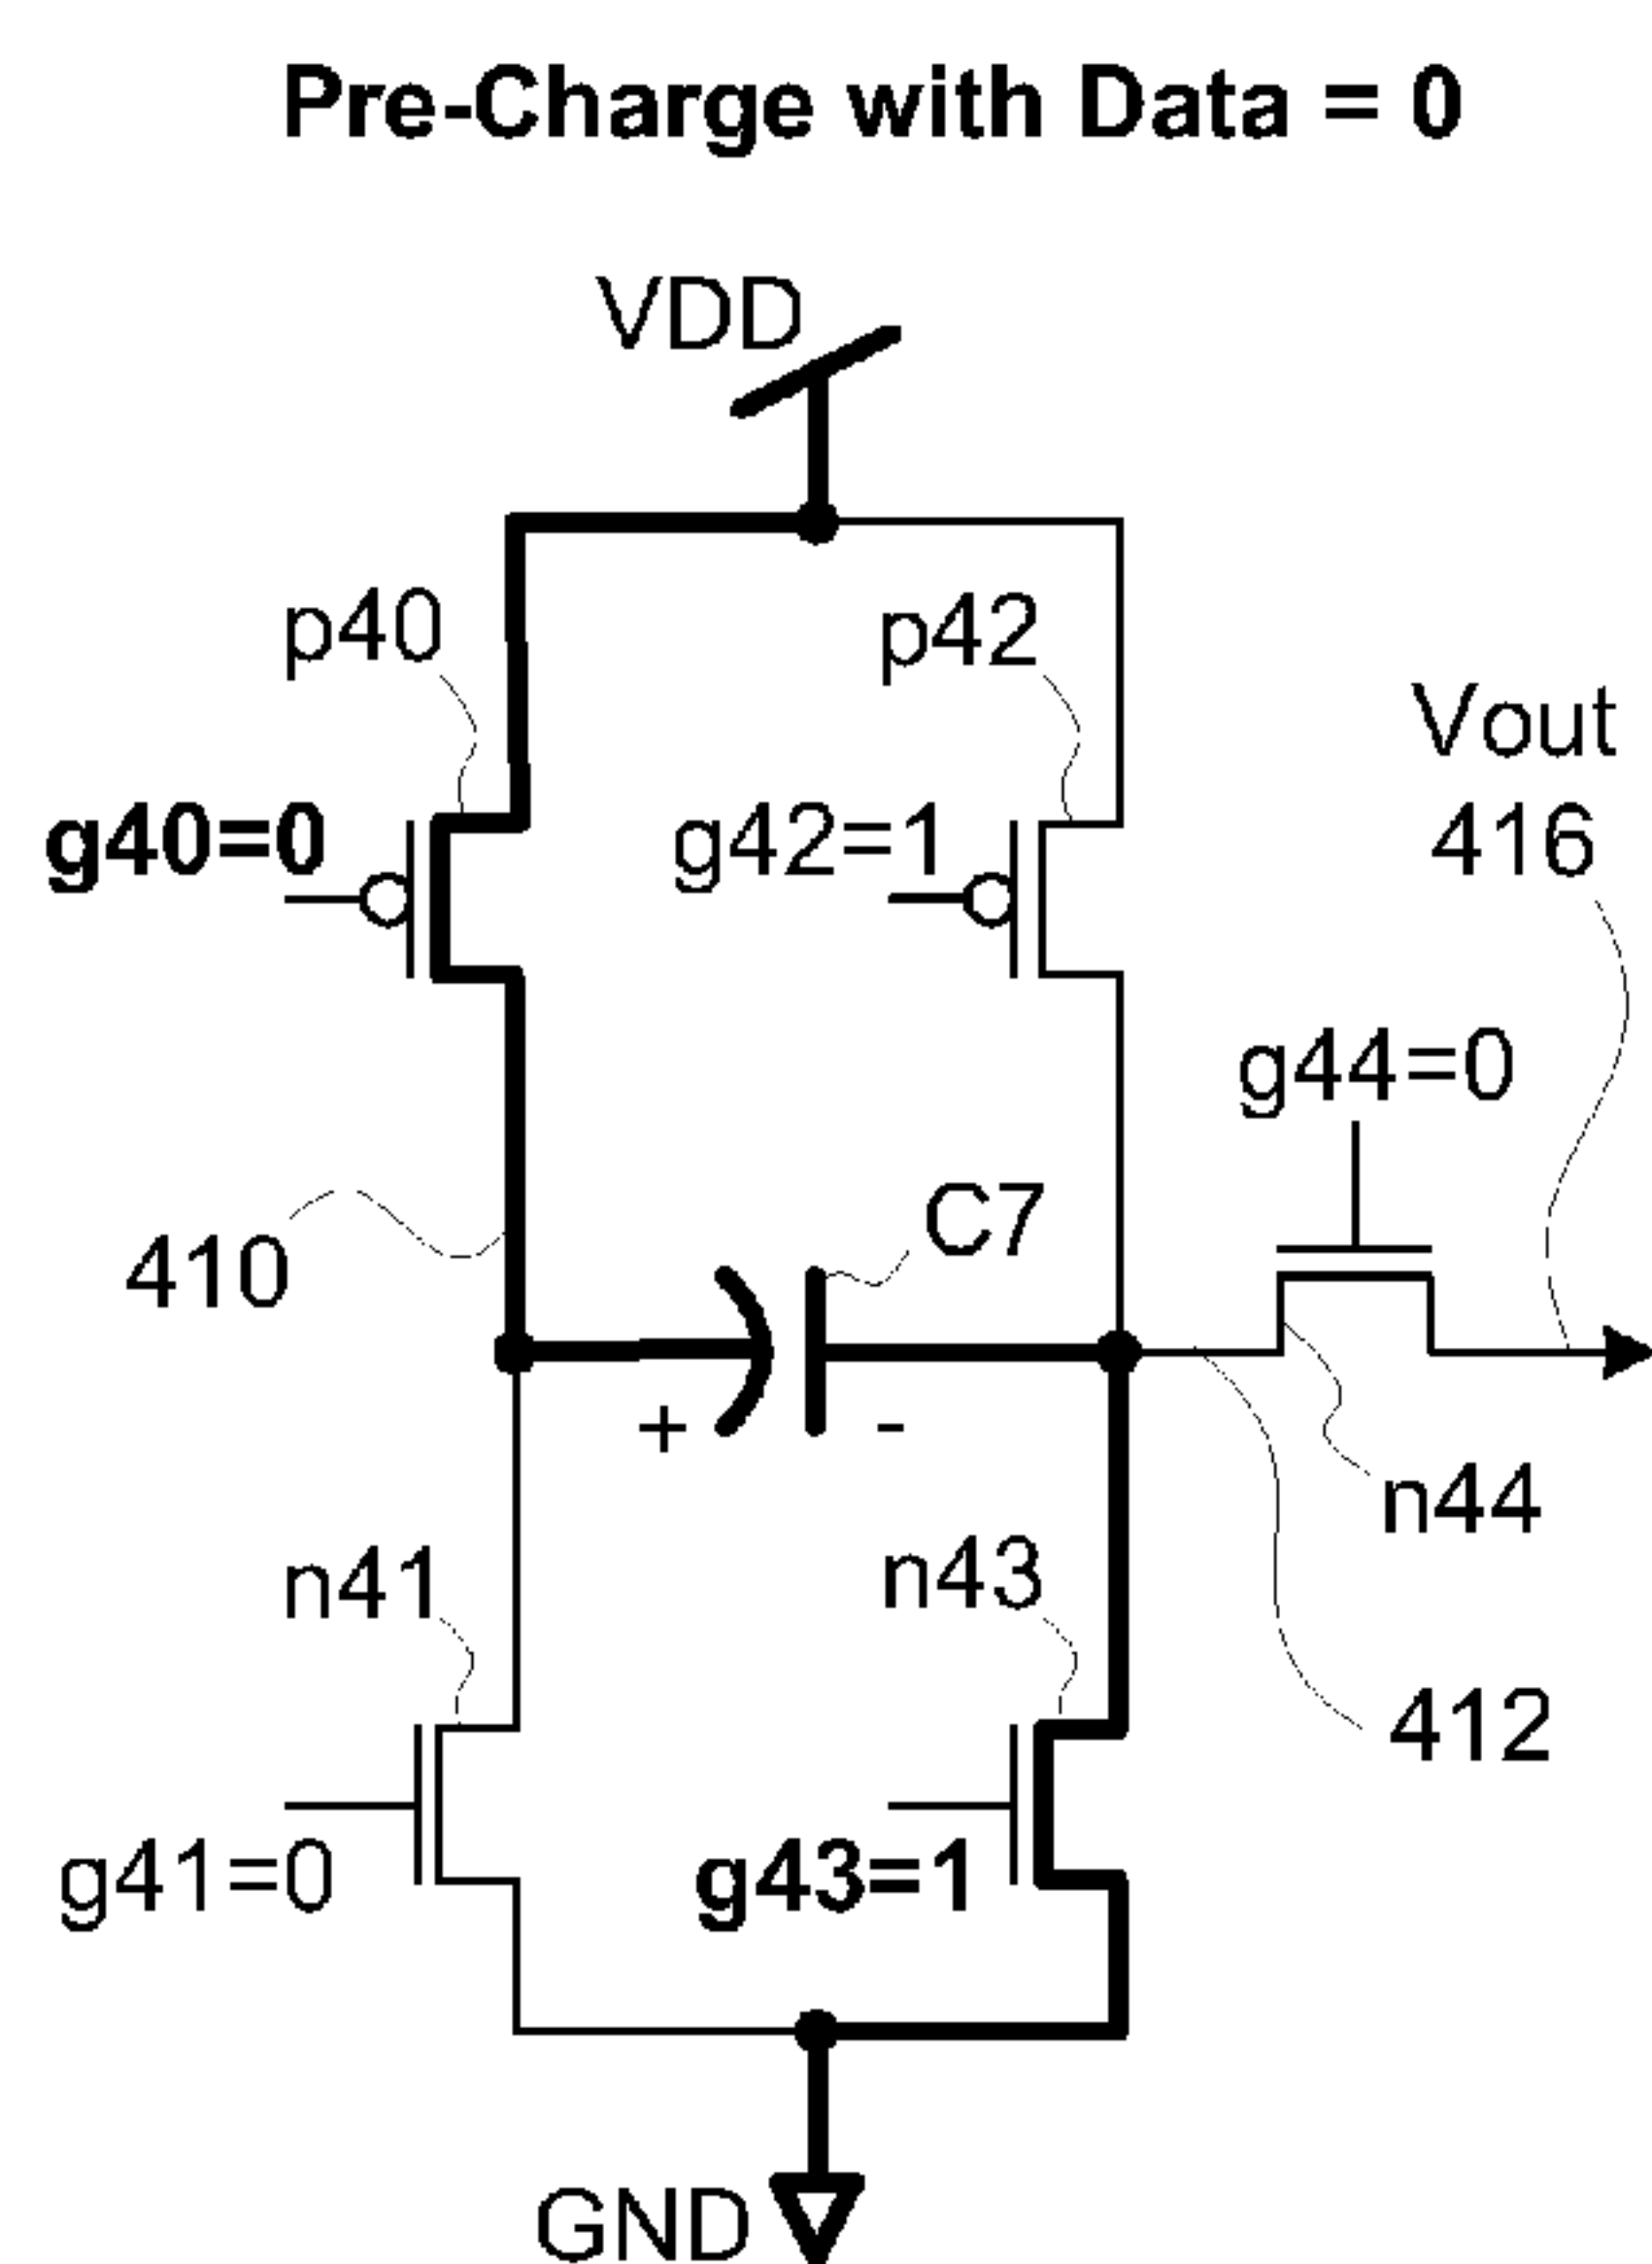 Pre-Charge with Data = 0
VDD
p40
p42
Vout
416
g40=0
g42=1
g44=0
C7
410
+
-
n44
n41
n43
412
g41=0
g43=1
GND